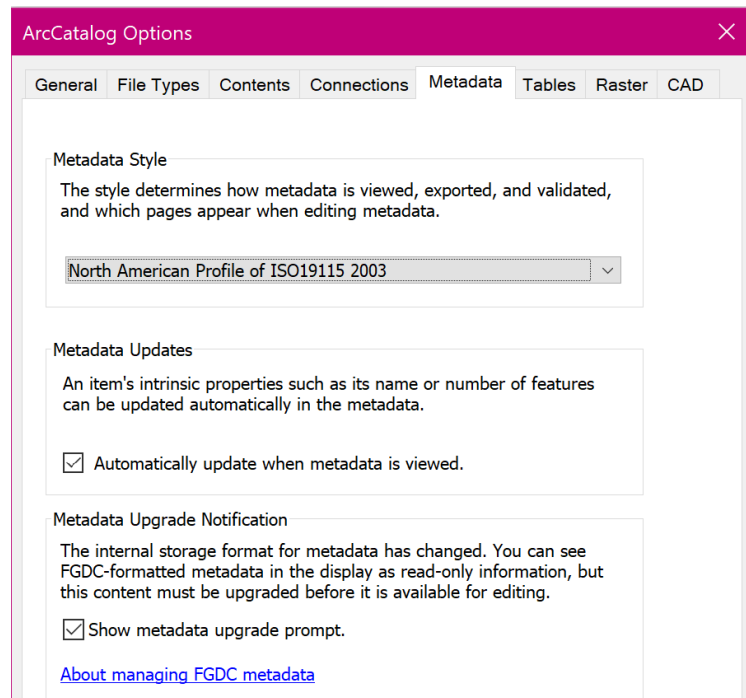 ArcCatalog Options
General File Types Contents Connections Metadata Tables Raster CAD
Metadata Style
The style determines how metadata is viewed, exported, and validated,
and which pages appear when editing metadata.
North American Profile of ISO19115 2003
Metadata Updates
An item's intrinsic properties such as its name or number of features
can be updated automatically in the metadata.
Automatically update when metadata is viewed.
Metadata Upgrade Notification
The internal storage format for metadata has changed. You can see
FGDC-formatted metadata in the display as read-only information, but
this content must be upgraded before it is available for editing.
Show metadata upgrade prompt.
About managing FGDC metadata